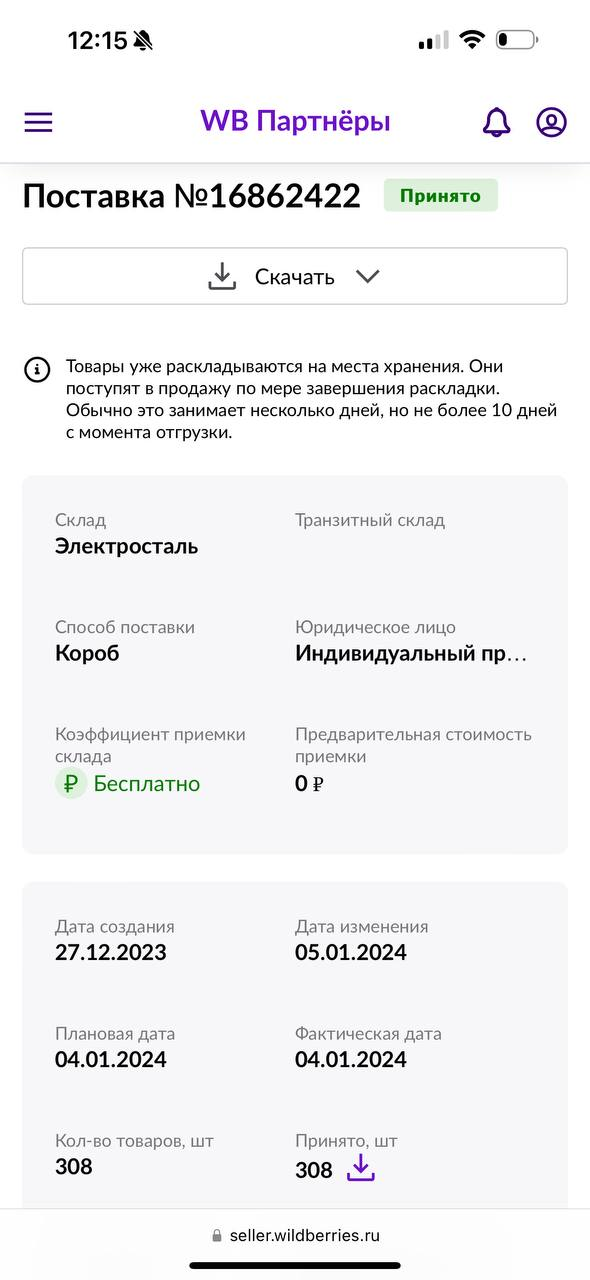 12:15
WB Партнёры
Поставка №16862422 Принято
Скачать
Товары уже раскладываются на места хранения. Они
поступят в продажу по мере завершения раскладки.
Обычно это занимает несколько дней, но не более 10 дней
с момента отгрузки.
Склад
Электросталь
Транзитный склад
Способ поставки
Короб
Юридическое лицо
Индивидуальный пр...
Коэффициент приемки
склада
₽ Бесплатно
Предварительная стоимость
приемки
0 ₽
Дата создания
27.12.2023
Дата изменения
05.01.2024
Плановая дата
04.01.2024
Фактическая дата
04.01.2024
Кол-во товаров, шт
308
Принято, шт
308
seller.wildberries.ru